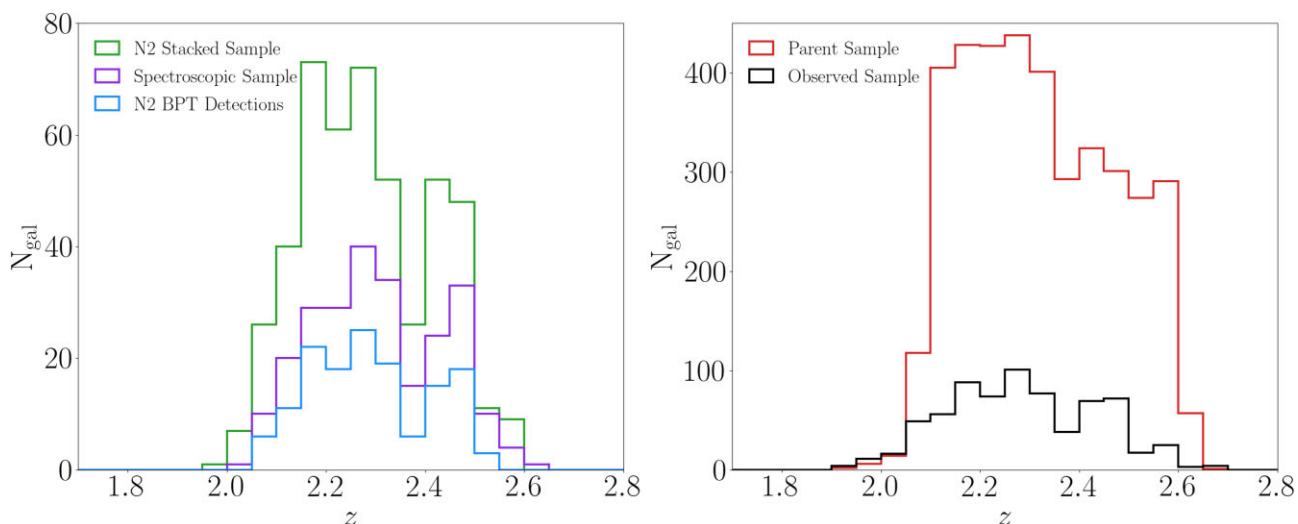 80
60
40
20
0
N_gal
N2 Stacked Sample
Spectroscopic Sample
N2 BPT Detections
1.8 2.0 2.2 2.4 2.6 2.8
z
400
300
200
100
0
N_gal
Parent Sample
Observed Sample
1.8 2.0 2.2 2.4 2.6 2.8
z